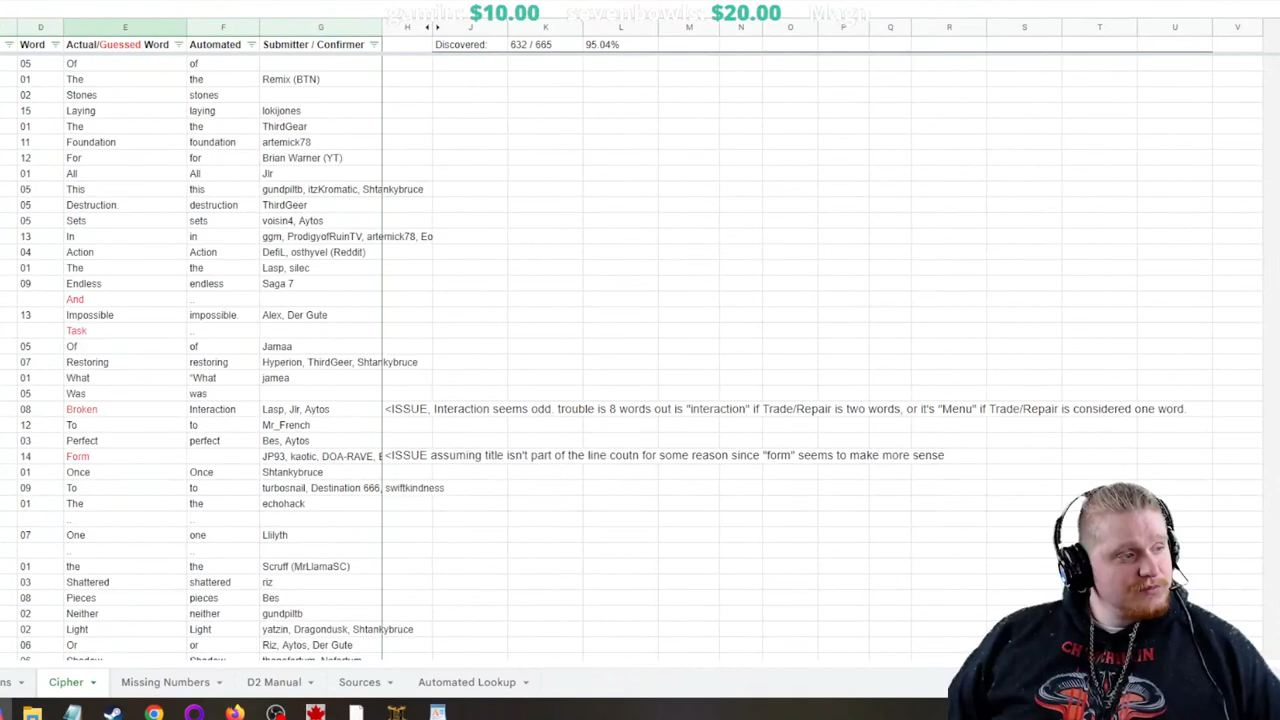 gamin: $10.00 sevenbowls: $20.00 Magn
D E F G H J K L M N O P Q R S T U V
Word Actual/Guessed Word Automated Submitter / Confirmer Discovered: 632 / 665 95.04%
05 Of of
01 The the Remix (BTN)
02 Stones stones
15 Laying laying lokijones
01 The the ThirdGear
11 Foundation foundation artemick78
12 For for Brian Warner (YT)
01 All All Jlr
05 This this gundpiltb, itzKromatic, Shtankybruce
05 Destruction. destruction ThirdGeer
05 Sets sets voisin4, Aytos
13 In in ggm, ProdigyofRuinTV, artemick78, Eo
04 Action Action DefiL, osthyvel (Reddit)
01 The the Lasp, silec
09 Endless endless Saga 7
And ..
13 Impossible impossible. Alex, Der Gute
Task ..
05 Of of Jamaa
07 Restoring restoring Hyperion, ThirdGeer, Shtankybruce
01 What “What jamea
05 Was was
08 Broken Interaction Lasp, Jlr, Aytos <ISSUE, Interaction seems odd. trouble is 8 words out is "interaction" if Trade/Repair is two words, or it's "Menu" if Trade/Repair is considered one word.
12 To to Mr_French
03 Perfect perfect Bes, Aytos
14 Form JP93, kaotic, DOA-RAVE, E <ISSUE assuming title isn't part of the line coutn for some reason since "form" seems to make more sense
01 Once Once Shtankybruce
09 To to turbosnail, Destination 666, swiftkindness
01 The the echohack
.. ..
07 One one Llilyth
.. ..
01 the the Scruff (MrLlamaSC)
03 Shattered shattered riz
08 Pieces pieces Bes
02 Neither neither gundpiltb
02 Light Light yatzin, Dragondusk, Shtankybruce
06 Or or Riz, Aytos, Der Gute
Shadow Shadow
ns Cipher Missing Numbers D2 Manual Sources Automated Lookup